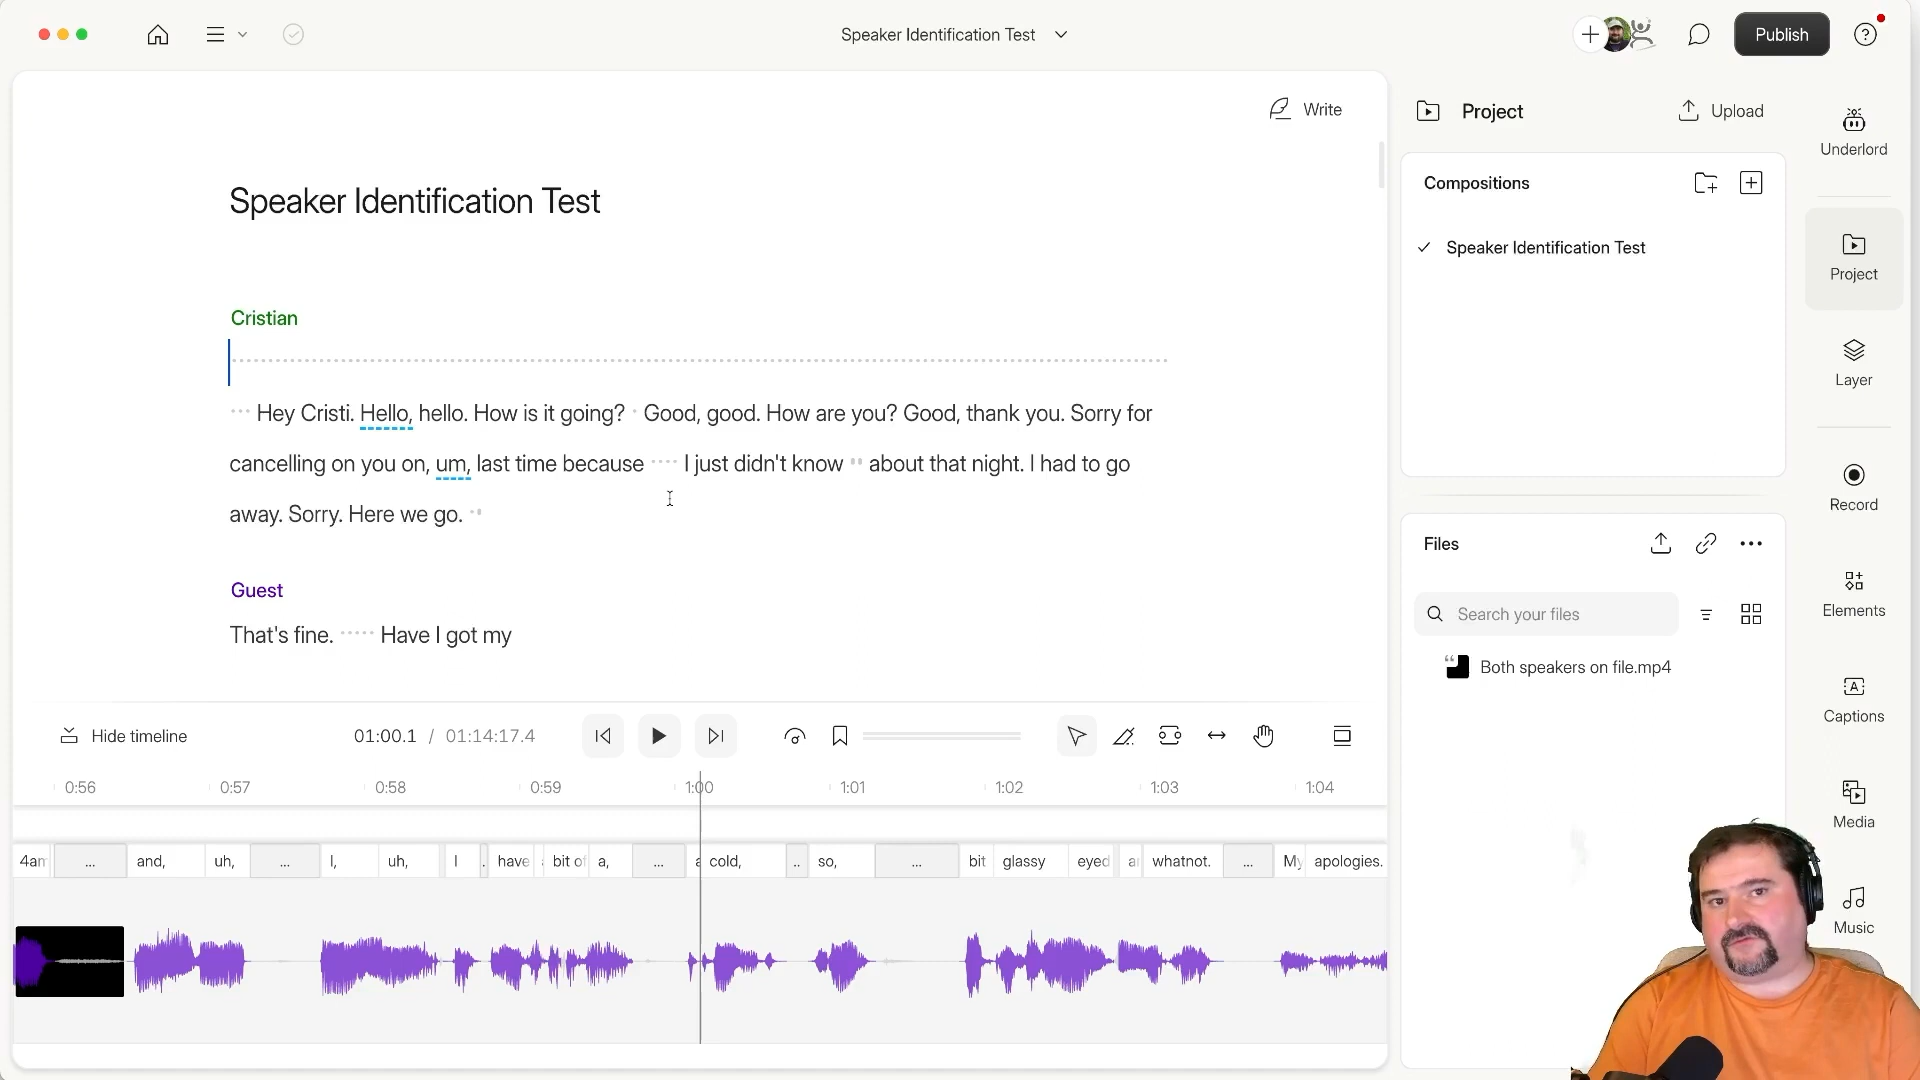 Speaker Identification Test
Publish
Write
Speaker Identification Test
Cristian
Hey Cristi. Hello, hello. How is it going? Good, good. How are you? Good, thank you. Sorry for
cancelling on you on, um, last time because I just didn't know about that night. I had to go
away. Sorry. Here we go.
Guest
That's fine. Have I got my
Project
Upload
Compositions
Speaker Identification Test
Files
Search your files
Both speakers on file.mp4
Underlord
Project
Layer
Record
Elements
Captions
Media
Music
Hide timeline
01:00.1 / 01:14:17.4
0:56 0:57 0:58 0:59 1:00 1:01 1:02 1:03 1:04
4am ... and, uh, ... I, uh, I . have bit of a, ... a cold, .. so, ... bit glassy eyed whatnot. ... My apologies.